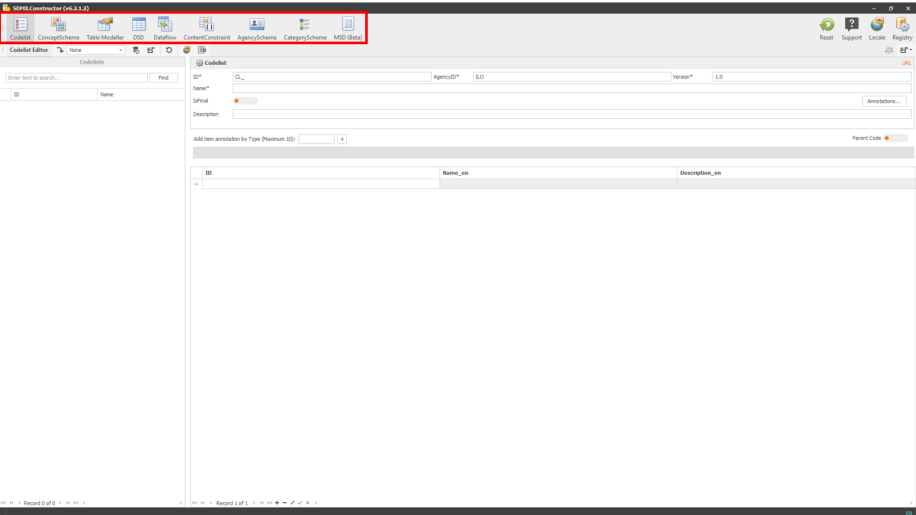 SDMX.Constructor (v6.2.1.2)
Codelist ConceptScheme Table Modeller DSD Dataflow ContentConstraint AgencyScheme CategoryScheme MSD (Beta) Reset Support Locale Registry
Codelist Editor None
Codelists
Enter text to search... Find
ID Name
Codelist URL
ID* CL_ AgencyID* ILO Version* 1.0
Name*
IsFinal Annotations...
Description
Add item annotation by Type (Maximum 10): + Parent Code
ID Name_en Description_en
Record 0 of 0
Record 1 of 1